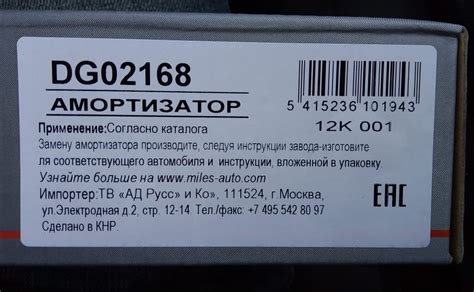 DG02168
АМОРТИЗАТОР
5 415236 101943
12K 001
Применение:Согласно каталога
Замену амортизатора производите, следуя инструкции завода-изготовите
ля соответствующего автомобиля и инструкции, вложенной в упаковку.
Узнайте больше на www.miles-auto.com
Импортер:ТВ «АД Русс» и Ко», 111524, г.Москва,
ул.Электродная д.2, стр. 12-14. Тел./факс: +7 495 542 80 97
Сделано в КНР.
EAC